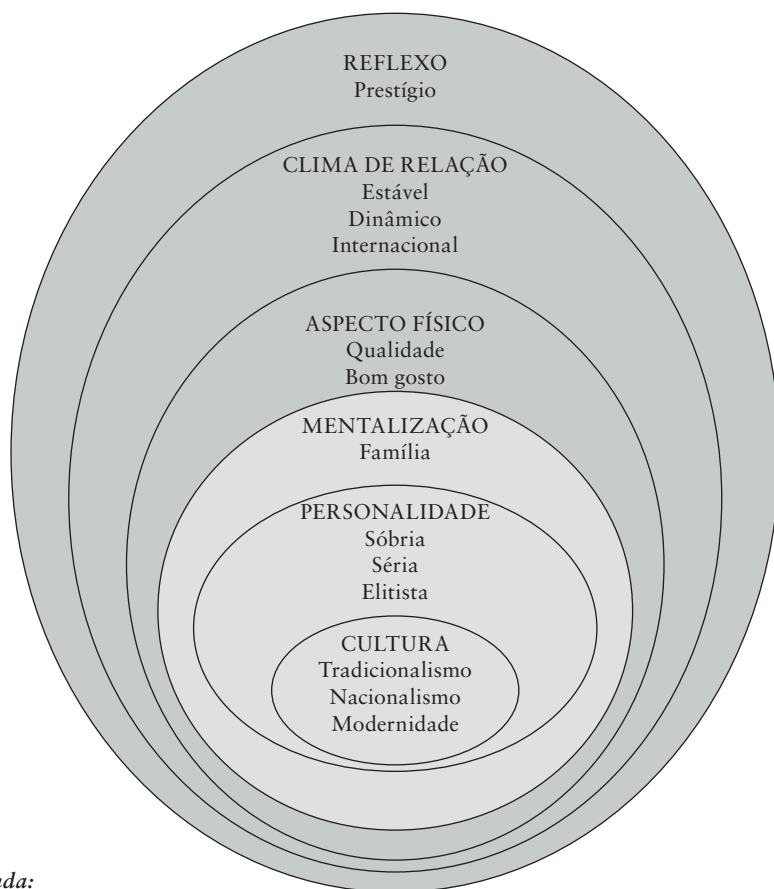 REFLEXO
Prestígio
CLIMA DE RELAÇÃO
Estável
Dinâmico
Internacional
ASPECTO FÍSICO
Qualidade
Bom gosto
MENTALIZAÇÃO
Família
PERSONALIDADE
Sóbria
Séria
Elitista
CULTURA
Tradicionalismo
Nacionalismo
Modernidade